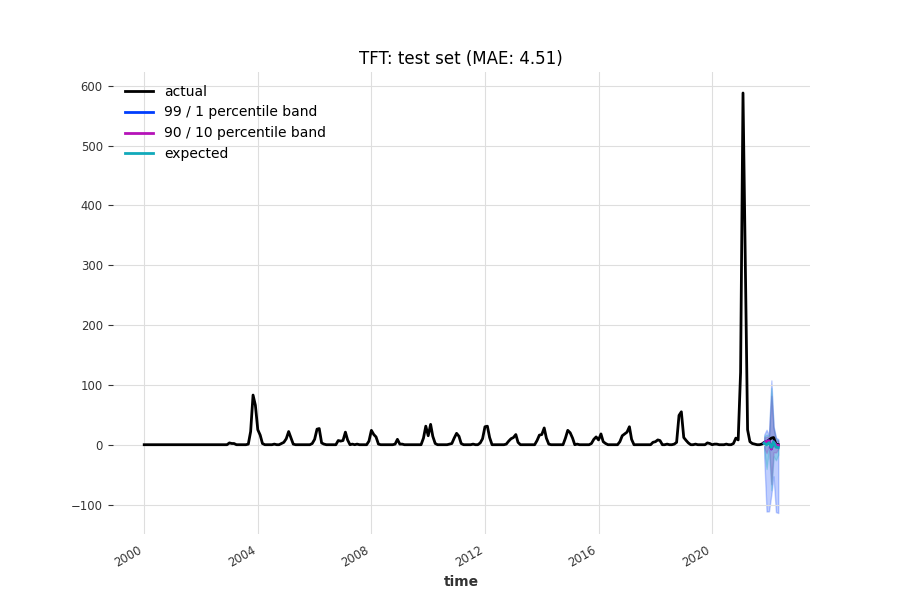 TFT: test set (MAE: 4.51)
actual
99 / 1 percentile band
90 / 10 percentile band
expected
600
500
400
300
200
100
0
−100
2000
2004
2008
2012
2016
2020
time